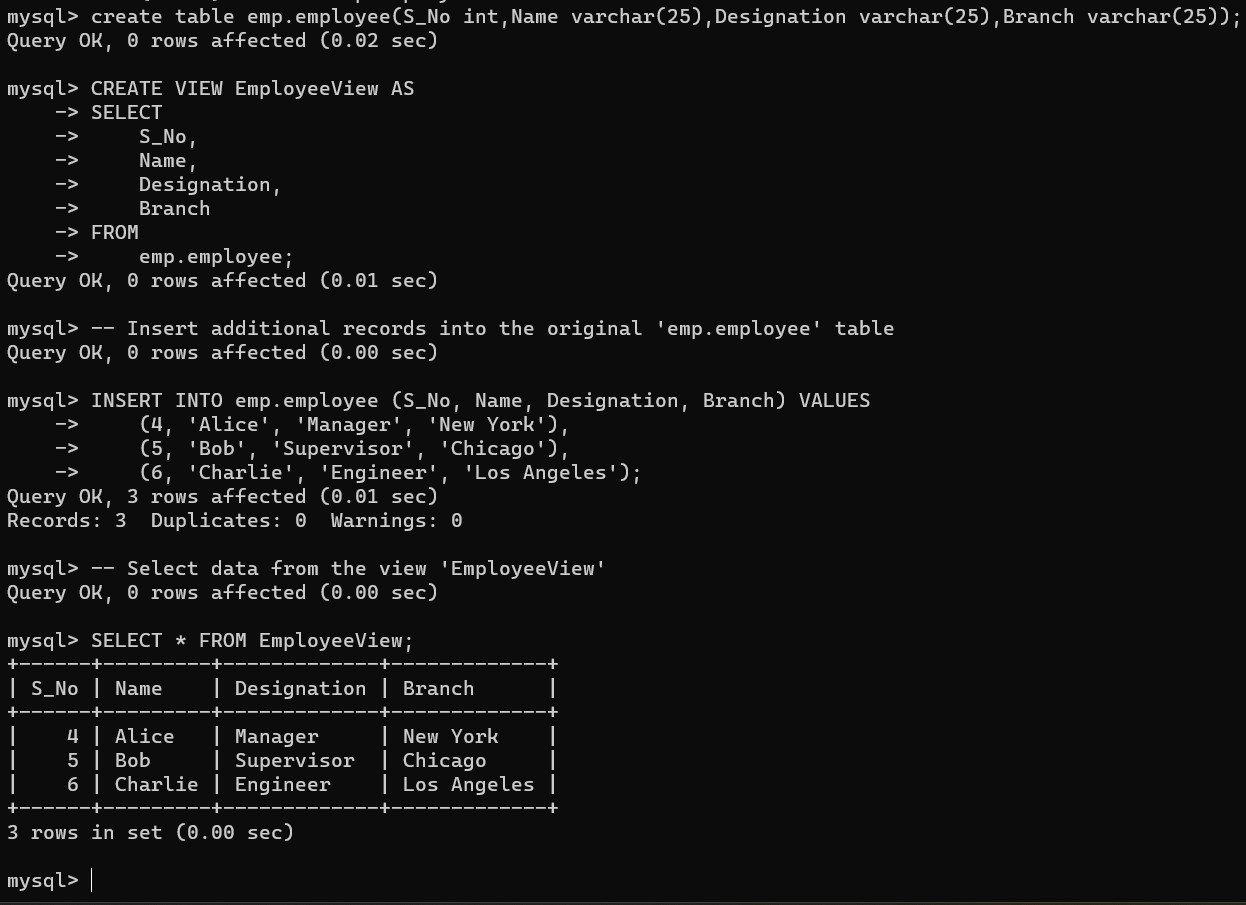 mysql> create table emp.employee(S_No int,Name varchar(25),Designation varchar(25),Branch varchar(25));
Query OK, 0 rows affected (0.02 sec)

mysql> CREATE VIEW EmployeeView AS
    -> SELECT
    ->     S_No,
    ->     Name,
    ->     Designation,
    ->     Branch
    -> FROM
    ->     emp.employee;
Query OK, 0 rows affected (0.01 sec)

mysql> -- Insert additional records into the original 'emp.employee' table
Query OK, 0 rows affected (0.00 sec)

mysql> INSERT INTO emp.employee (S_No, Name, Designation, Branch) VALUES
    ->     (4, 'Alice', 'Manager', 'New York'),
    ->     (5, 'Bob', 'Supervisor', 'Chicago'),
    ->     (6, 'Charlie', 'Engineer', 'Los Angeles');
Query OK, 3 rows affected (0.01 sec)
Records: 3  Duplicates: 0  Warnings: 0

mysql> -- Select data from the view 'EmployeeView'
Query OK, 0 rows affected (0.00 sec)

mysql> SELECT * FROM EmployeeView;
+------+---------+-------------+-------------+
| S_No | Name    | Designation | Branch      |
+------+---------+-------------+-------------+
|    4 | Alice   | Manager     | New York    |
|    5 | Bob     | Supervisor  | Chicago     |
|    6 | Charlie | Engineer    | Los Angeles |
+------+---------+-------------+-------------+
3 rows in set (0.00 sec)

mysql>